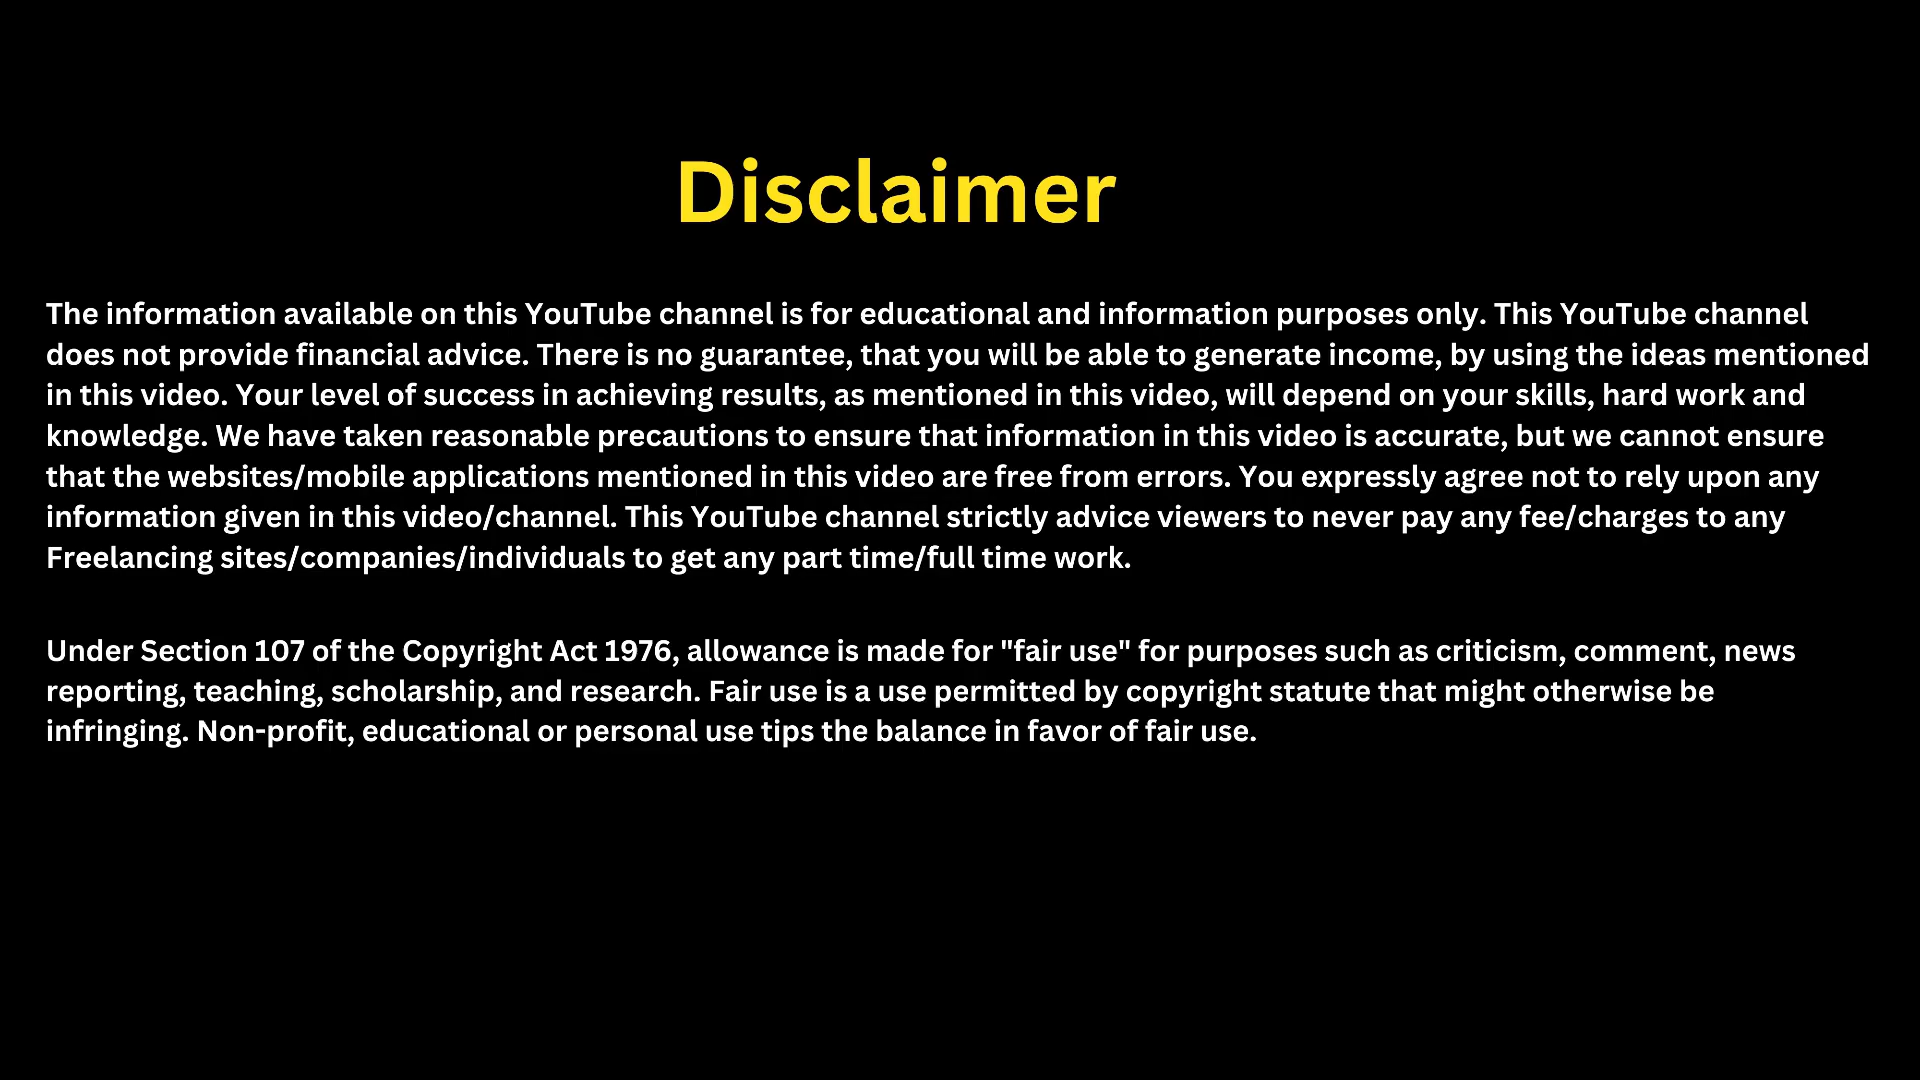 Disclaimer
The information available on this YouTube channel is for educational and information purposes only. This YouTube channel
does not provide financial advice. There is no guarantee, that you will be able to generate income, by using the ideas mentioned
in this video. Your level of success in achieving results, as mentioned in this video, will depend on your skills, hard work and
knowledge. We have taken reasonable precautions to ensure that information in this video is accurate, but we cannot ensure
that the websites/mobile applications mentioned in this video are free from errors. You expressly agree not to rely upon any
information given in this video/channel. This YouTube channel strictly advice viewers to never pay any fee/charges to any
Freelancing sites/companies/individuals to get any part time/full time work.
Under Section 107 of the Copyright Act 1976, allowance is made for "fair use" for purposes such as criticism, comment, news
reporting, teaching, scholarship, and research. Fair use is a use permitted by copyright statute that might otherwise be
infringing. Non-profit, educational or personal use tips the balance in favor of fair use.